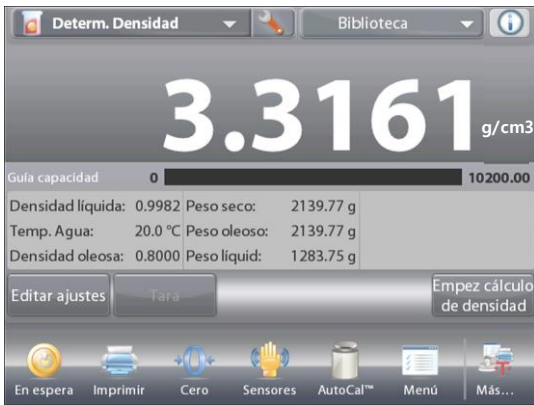 Determ. Densidad
Biblioteca
3.3161 g/cm3
Guía capacidad 0 10200.00
Densidad líquida: 0.9982 Peso seco: 2139.77 g
Temp. Agua: 20.0 °C Peso oleoso: 2139.77 g
Densidad oleosa: 0.8000 Peso líquid: 1283.75 g
Editar ajustes
Tara
Empez cálculo
de densidad
En espera Imprimir Cero Sensores AutoCal™ Menú Más...